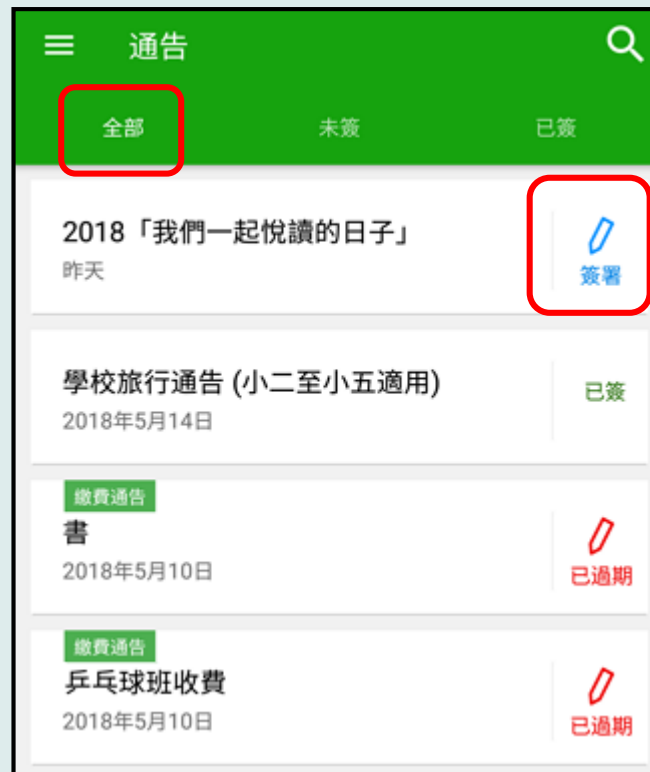 通告
全部 未簽 已簽
2018「我們一起悅讀的日子」
昨天
簽署
學校旅行通告 (小二至小五適用)
已簽
2018年5月14日
繳費通告
書
2018年5月10日
已過期
繳費通告
乒乓球班收費
2018年5月10日
已過期